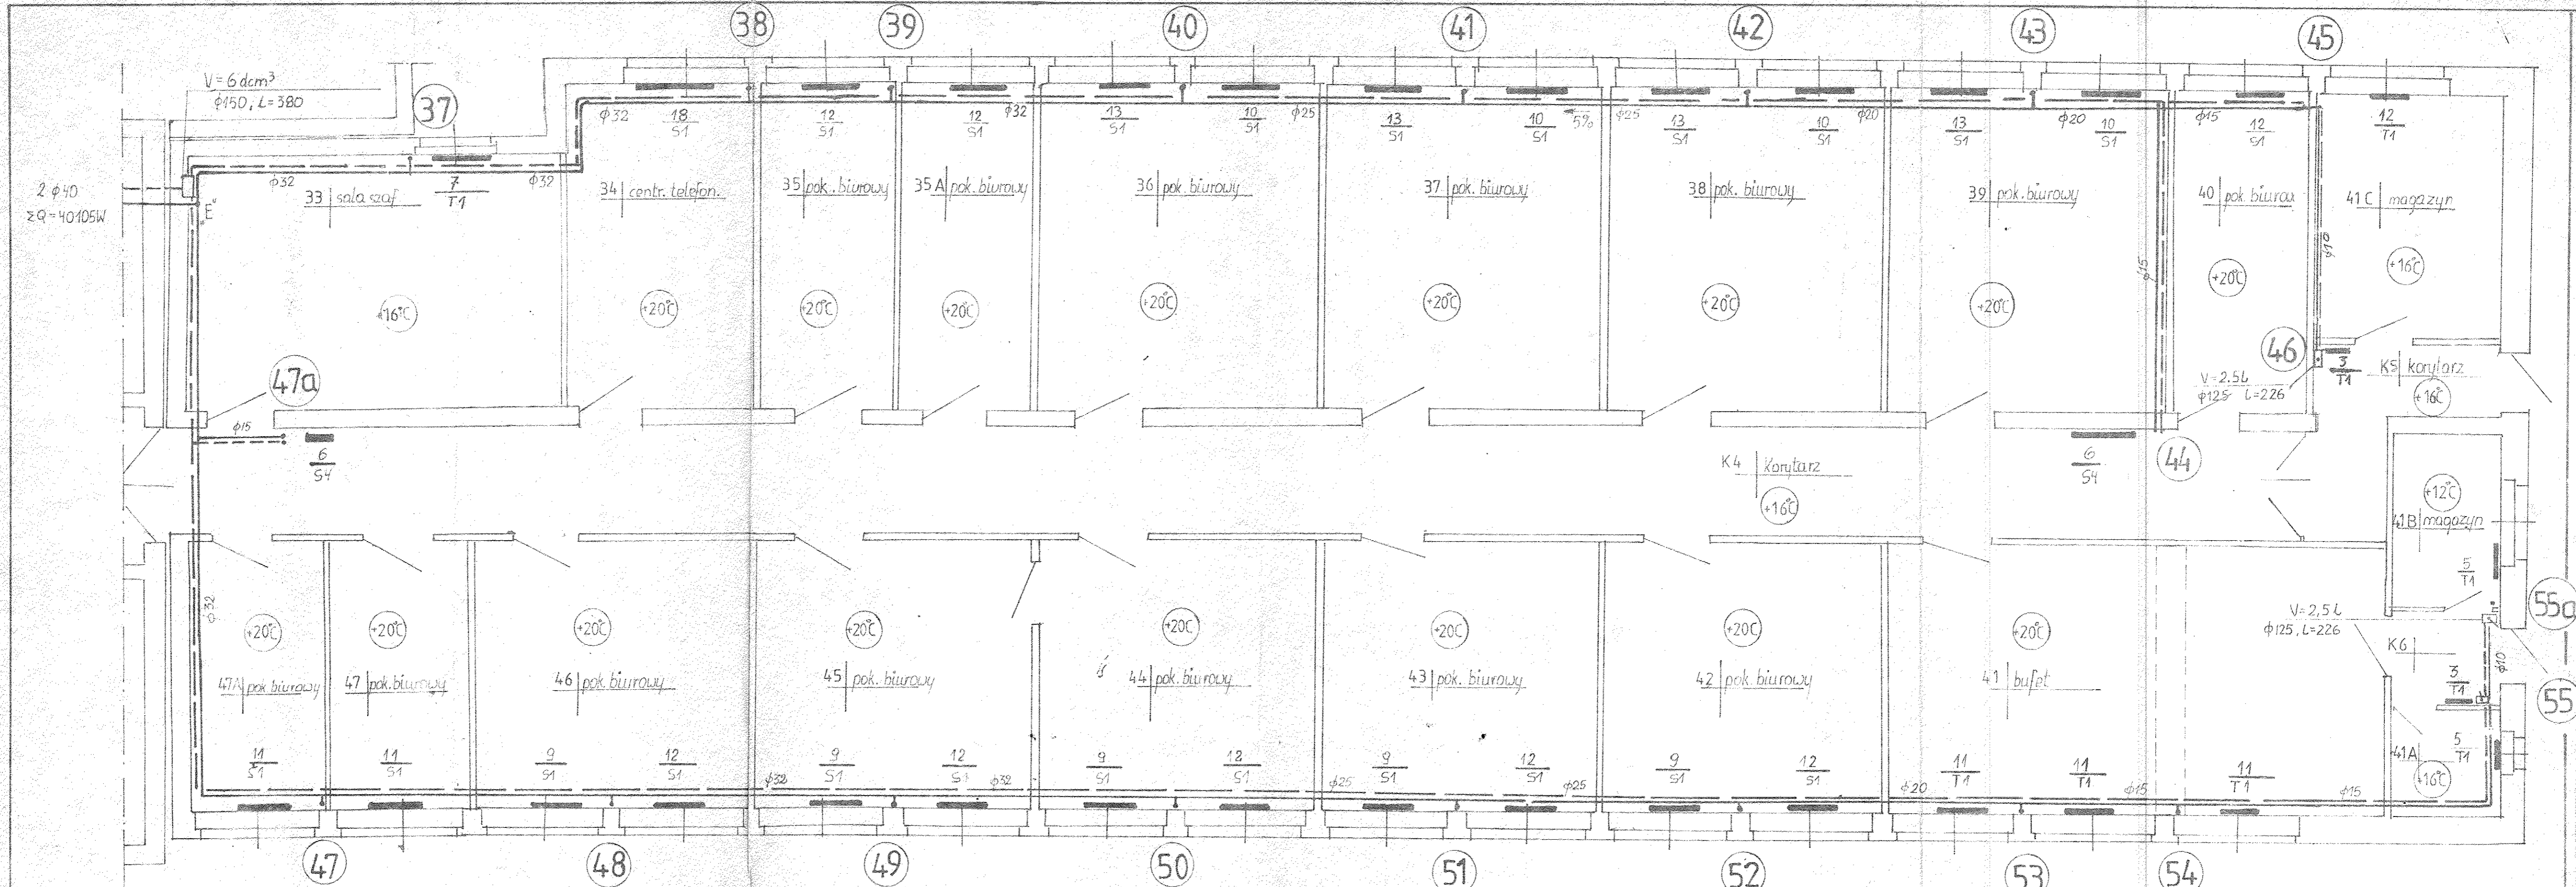 38
39
40
41
42
43
45
V=6 dcm³
ϕ150, L=380
37
ϕ32
18
S1
12
S1
12
S1
ϕ32
13
S1
10
S1
ϕ25
13
S1
10
S1
5%
ϕ25
13
S1
10
S1
ϕ20
13
S1
ϕ20
10
S1
ϕ15
12
S1
12
T1
2 ϕ40
ΣQ=40105W
"E"
ϕ32
33 sala szaf
7
T1
ϕ32
34 centr. telefon.
35 pok. biurowy
35A pok. biurowy
36 pok. biurowy
37 pok. biurowy
38 pok. biurowy
39 pok. biurowy
40 pok. biurow
41C magazyn
ϕ15
ϕ10
+16°C
+20°C
+20°C
+20°C
+20°C
+20°C
+20°C
+20°C
+20°C
+16°C
47a
46
V=2.5L
ϕ125 L=226
3
T1
K5 korytarz
+16°C
ϕ15
6
S4
K4 Korytarz
+16°C
6
S4
44
+12°C
41B magazyn
5
T1
ϕ32
+20°C
+20°C
+20°C
+20°C
+20°C
+20°C
+20°C
+20°C
V=2,5L
ϕ125, L=226
55a
K6
ϕ10
47A pok. biurowy
47 pok. biurowy
46 pok. biurowy
45 pok. biurowy
44 pok. biurowy
43 pok. biurowy
42 pok. biurowy
41 bufet
3
T1
55
11
S1
11
S1
9
S1
12
S1
ϕ32
9
S1
12
S1
ϕ32
9
S1
12
S1
ϕ25
9
S1
12
S1
ϕ25
9
S1
12
S1
ϕ20
11
T1
11
T1
ϕ15
11
T1
ϕ15
41A
5
T1
+16°C
47
48
49
50
51
52
53
54